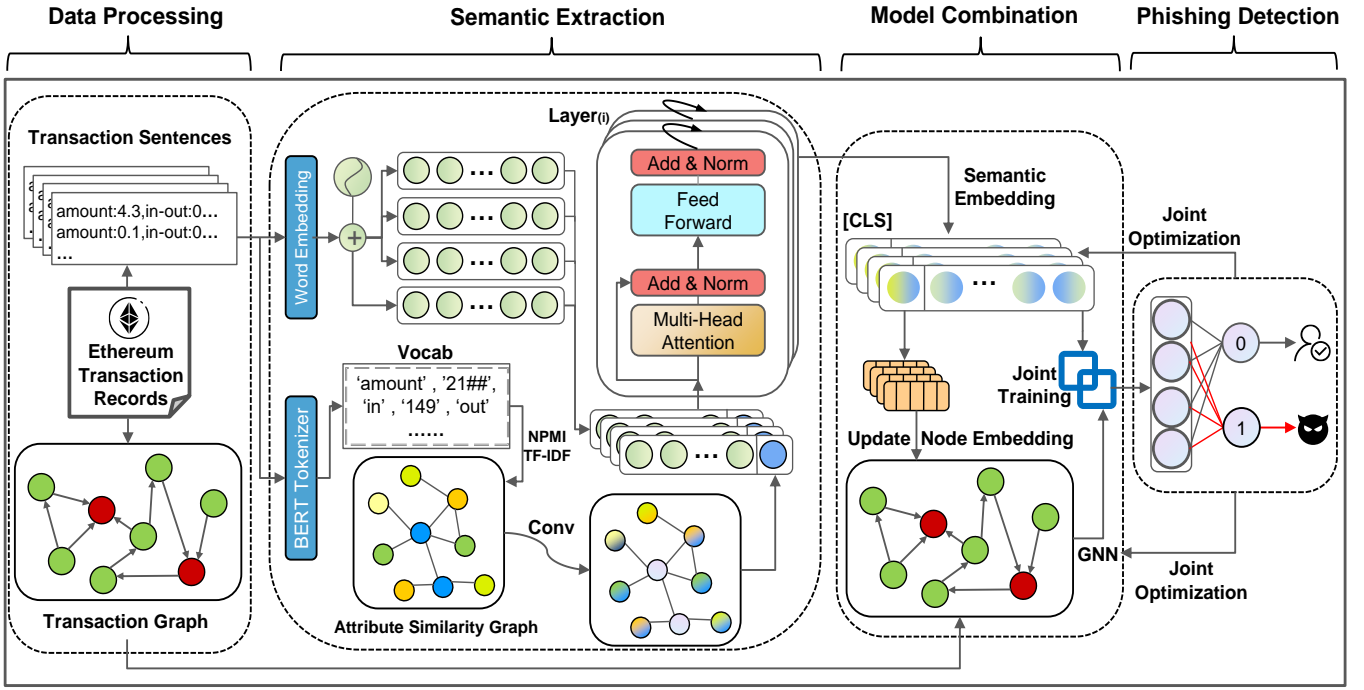 Data Processing
Semantic Extraction
Model Combination
Phishing Detection
Transaction Sentences
a
a
a
a
.
amount:4.3,in-out:0...
amount:0.1,in-out:0...
...
Ethereum
Transaction
Records
Transaction Graph
Word Embedding
+
...
...
...
...
BERT Tokenizer
Vocab
‘amount’ , ’21##’,
‘in’ , ‘149’ , ‘out’
......
NPMI
TF-IDF
Attribute Similarity Graph
Conv
Layer(i)
Add & Norm
Feed
Forward
Add & Norm
Multi-Head
Attention
...
Semantic
Embedding
[CLS]
...
Joint
Training
Update Node Embedding
GNN
Joint
Optimization
0
1
Joint
Optimization